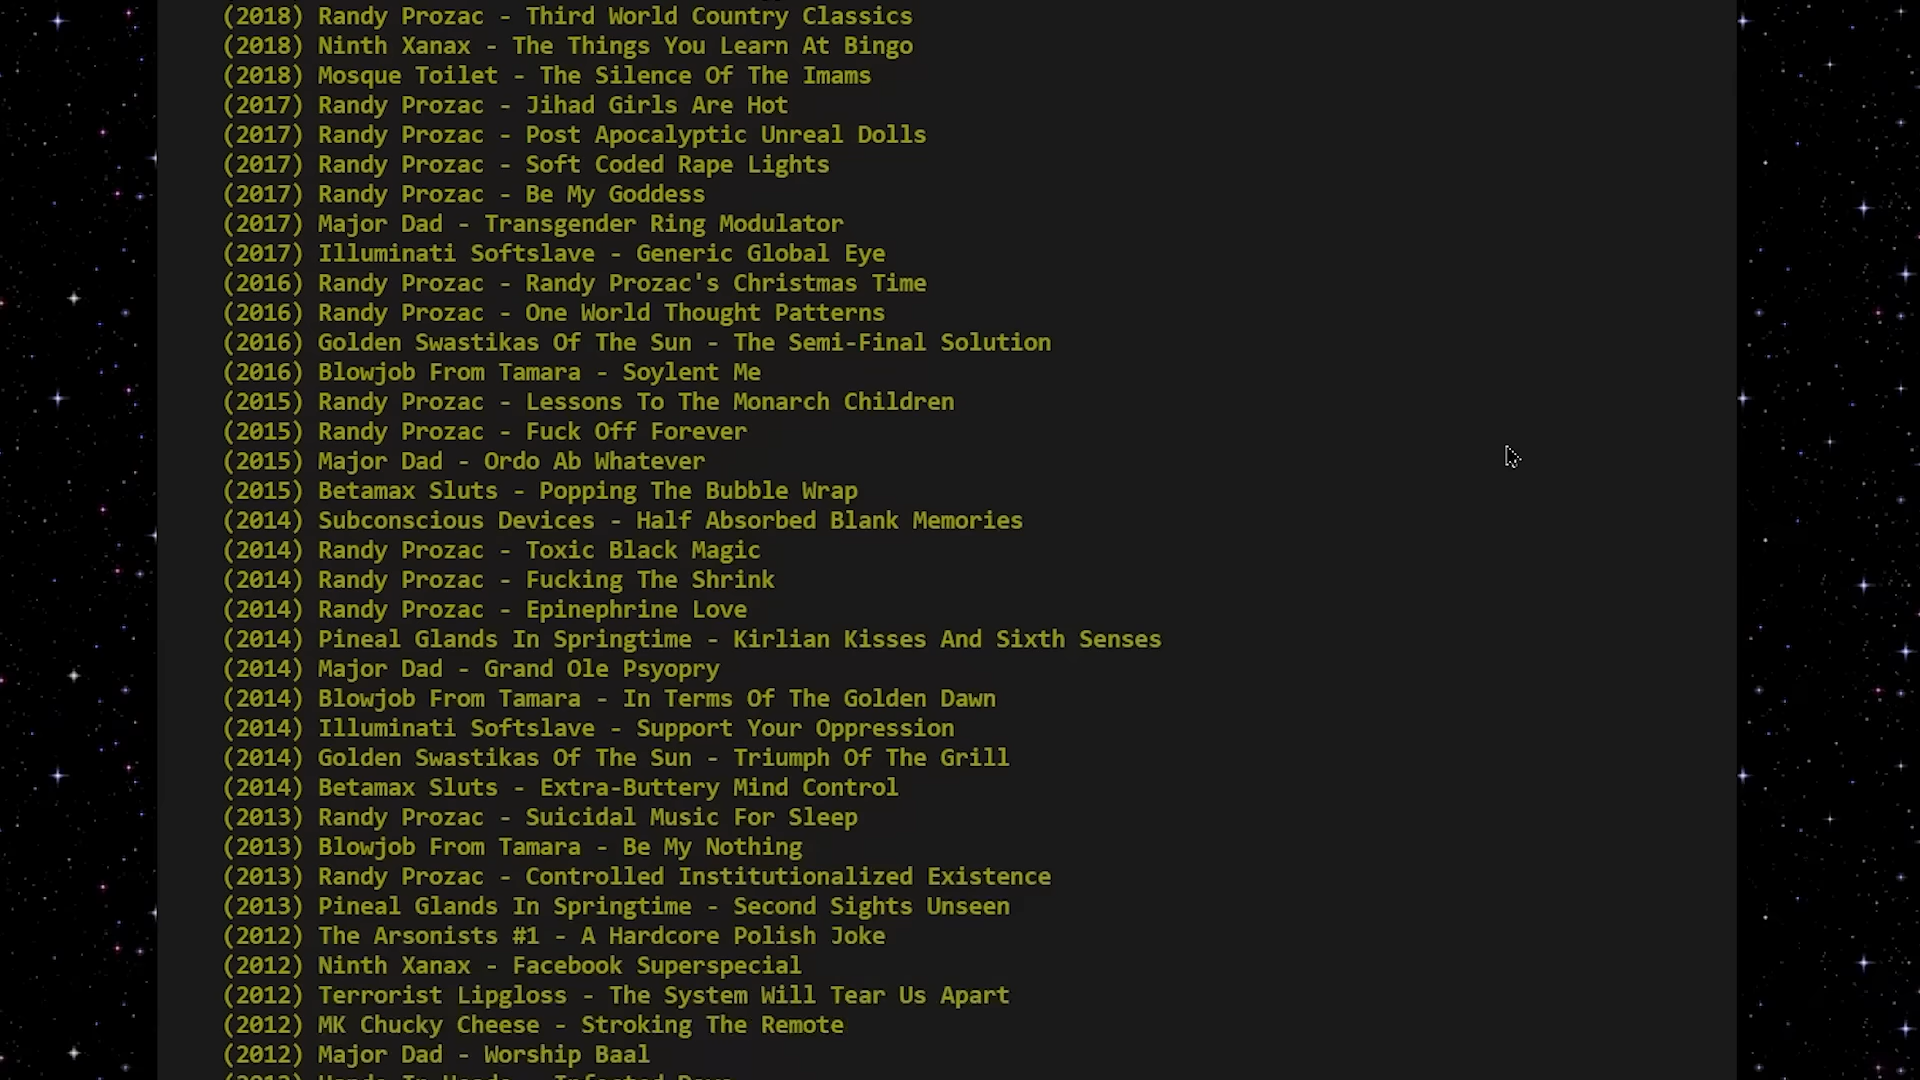 (2018) Randy Prozac - Third World Country Classics
(2018) Ninth Xanax - The Things You Learn At Bingo
(2018) Mosque Toilet - The Silence Of The Imams
(2017) Randy Prozac - Jihad Girls Are Hot
(2017) Randy Prozac - Post Apocalyptic Unreal Dolls
(2017) Randy Prozac - Soft Coded Rape Lights
(2017) Randy Prozac - Be My Goddess
(2017) Major Dad - Transgender Ring Modulator
(2017) Illuminati Softslave - Generic Global Eye
(2016) Randy Prozac - Randy Prozac's Christmas Time
(2016) Randy Prozac - One World Thought Patterns
(2016) Golden Swastikas Of The Sun - The Semi-Final Solution
(2016) Blowjob From Tamara - Soylent Me
(2015) Randy Prozac - Lessons To The Monarch Children
(2015) Randy Prozac - Fuck Off Forever
(2015) Major Dad - Ordo Ab Whatever
(2015) Betamax Sluts - Popping The Bubble Wrap
(2014) Subconscious Devices - Half Absorbed Blank Memories
(2014) Randy Prozac - Toxic Black Magic
(2014) Randy Prozac - Fucking The Shrink
(2014) Randy Prozac - Epinephrine Love
(2014) Pineal Glands In Springtime - Kirlian Kisses And Sixth Senses
(2014) Major Dad - Grand Ole Psyopry
(2014) Blowjob From Tamara - In Terms Of The Golden Dawn
(2014) Illuminati Softslave - Support Your Oppression
(2014) Golden Swastikas Of The Sun - Triumph Of The Grill
(2014) Betamax Sluts - Extra-Buttery Mind Control
(2013) Randy Prozac - Suicidal Music For Sleep
(2013) Blowjob From Tamara - Be My Nothing
(2013) Randy Prozac - Controlled Institutionalized Existence
(2013) Pineal Glands In Springtime - Second Sights Unseen
(2012) The Arsonists #1 - A Hardcore Polish Joke
(2012) Ninth Xanax - Facebook Superspecial
(2012) Terrorist Lipgloss - The System Will Tear Us Apart
(2012) MK Chucky Cheese - Stroking The Remote
(2012) Major Dad - Worship Baal